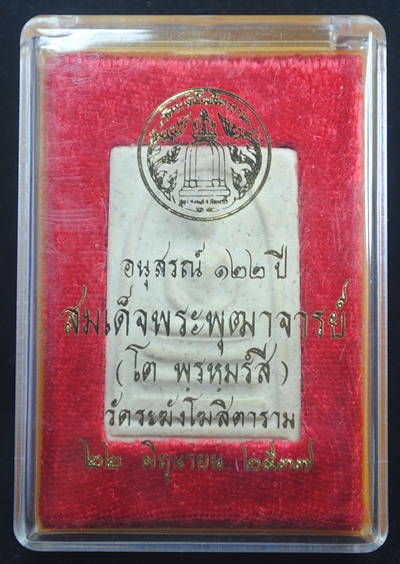 อนุสรณ์ ๑๒๒ ปี
สมเด็จพระพุฒาจารย์
(โต พรหมรํสี)
วัดระฆังโฆสิตาราม
๒๒ มิถุนายน ๒๕๓๗